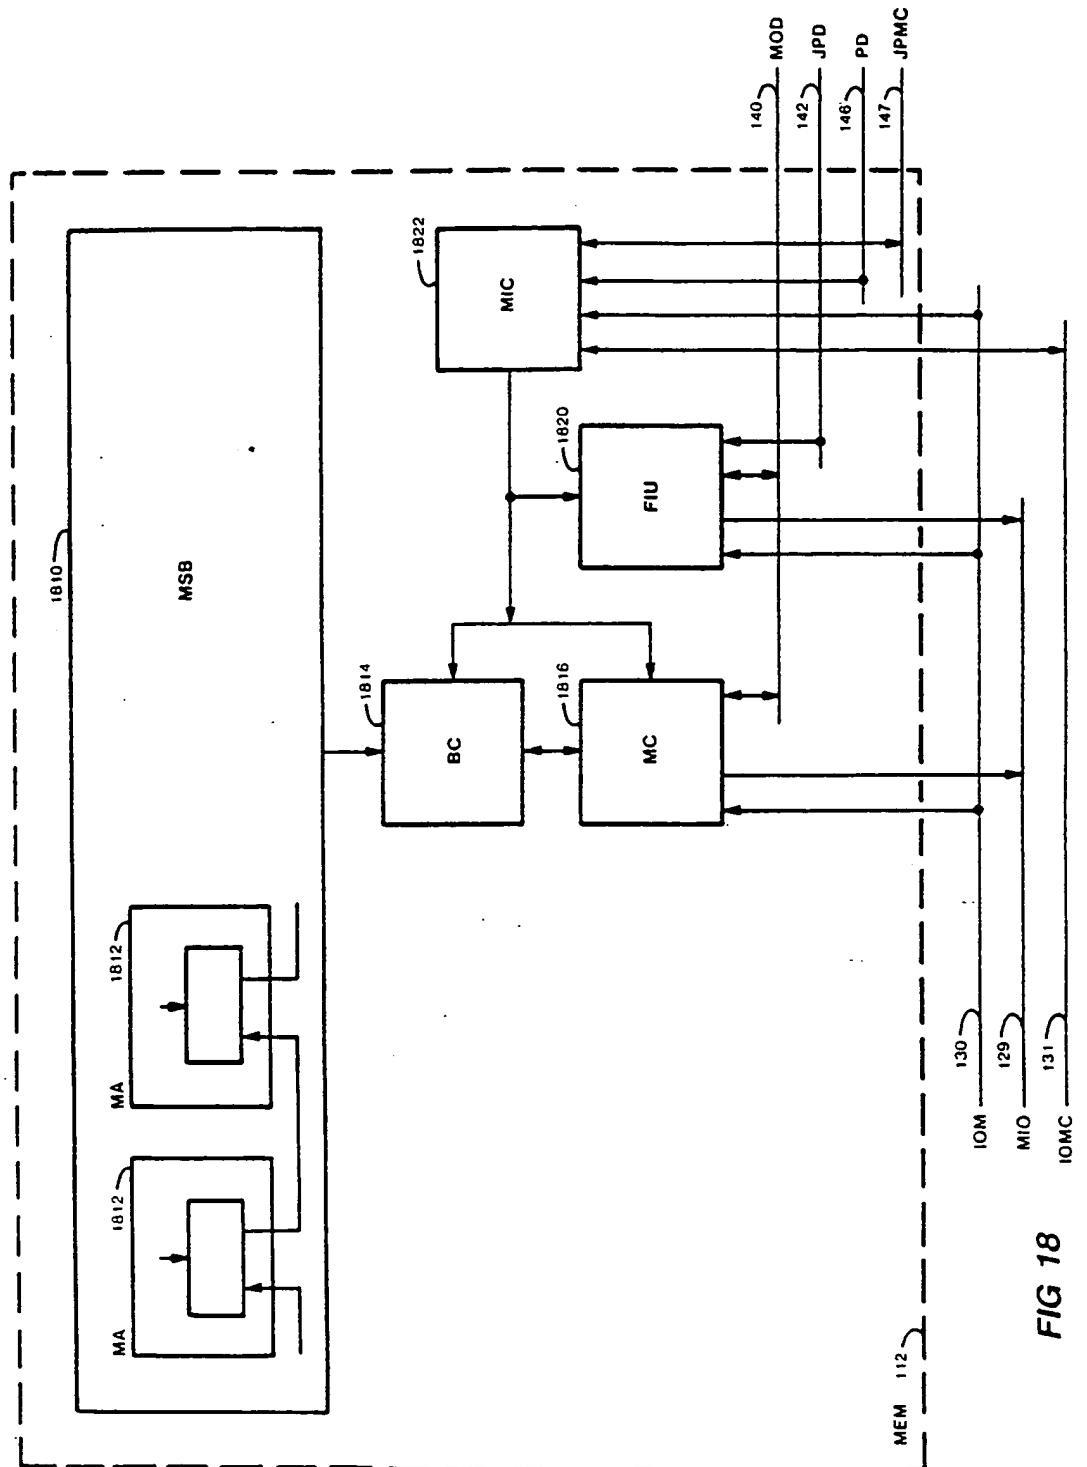 1810
MSB
MA
1812
MA
1812
1814
BC
1816
MC
1820
FIU
1822
MIC
140
MOD
142
JPD
146
PD
147
JPMC
IOM
130
MIO
129
IOMC
131
MEM 112
FIG 18